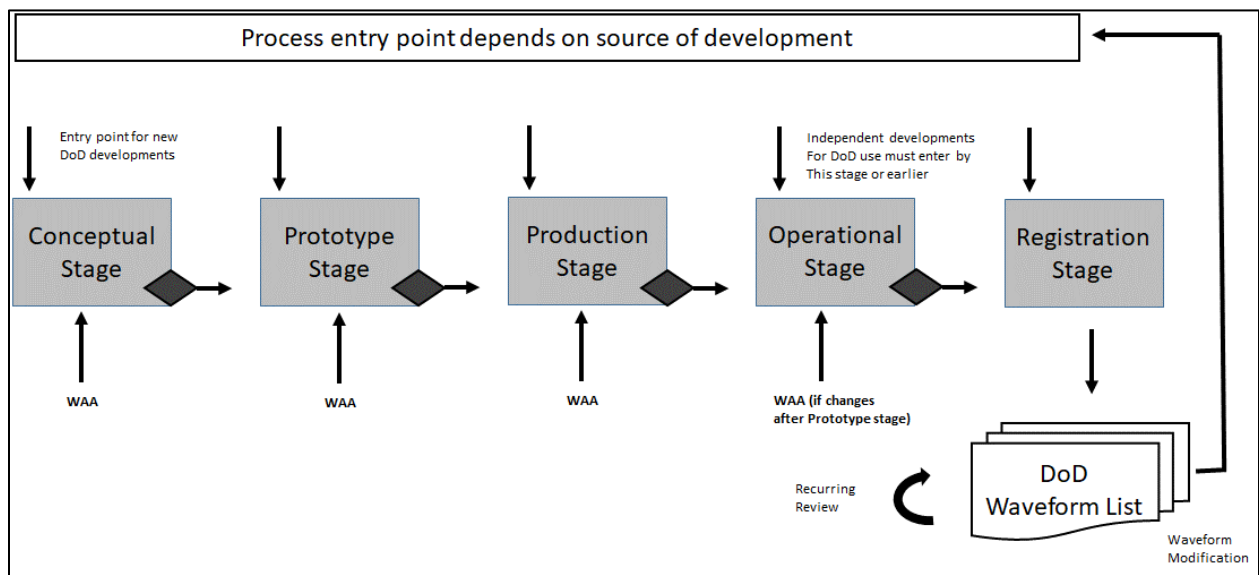 Process entry point depends on source of development
Entry point for new
DoD developments
Independent developments
For DoD use must enter by
This stage or earlier
Conceptual
Stage
Prototype
Stage
Production
Stage
Operational
Stage
Registration
Stage
WAA
WAA
WAA
WAA (if changes
after Prototype stage)
Recurring
Review
DoD
Waveform List
Waveform
Modification